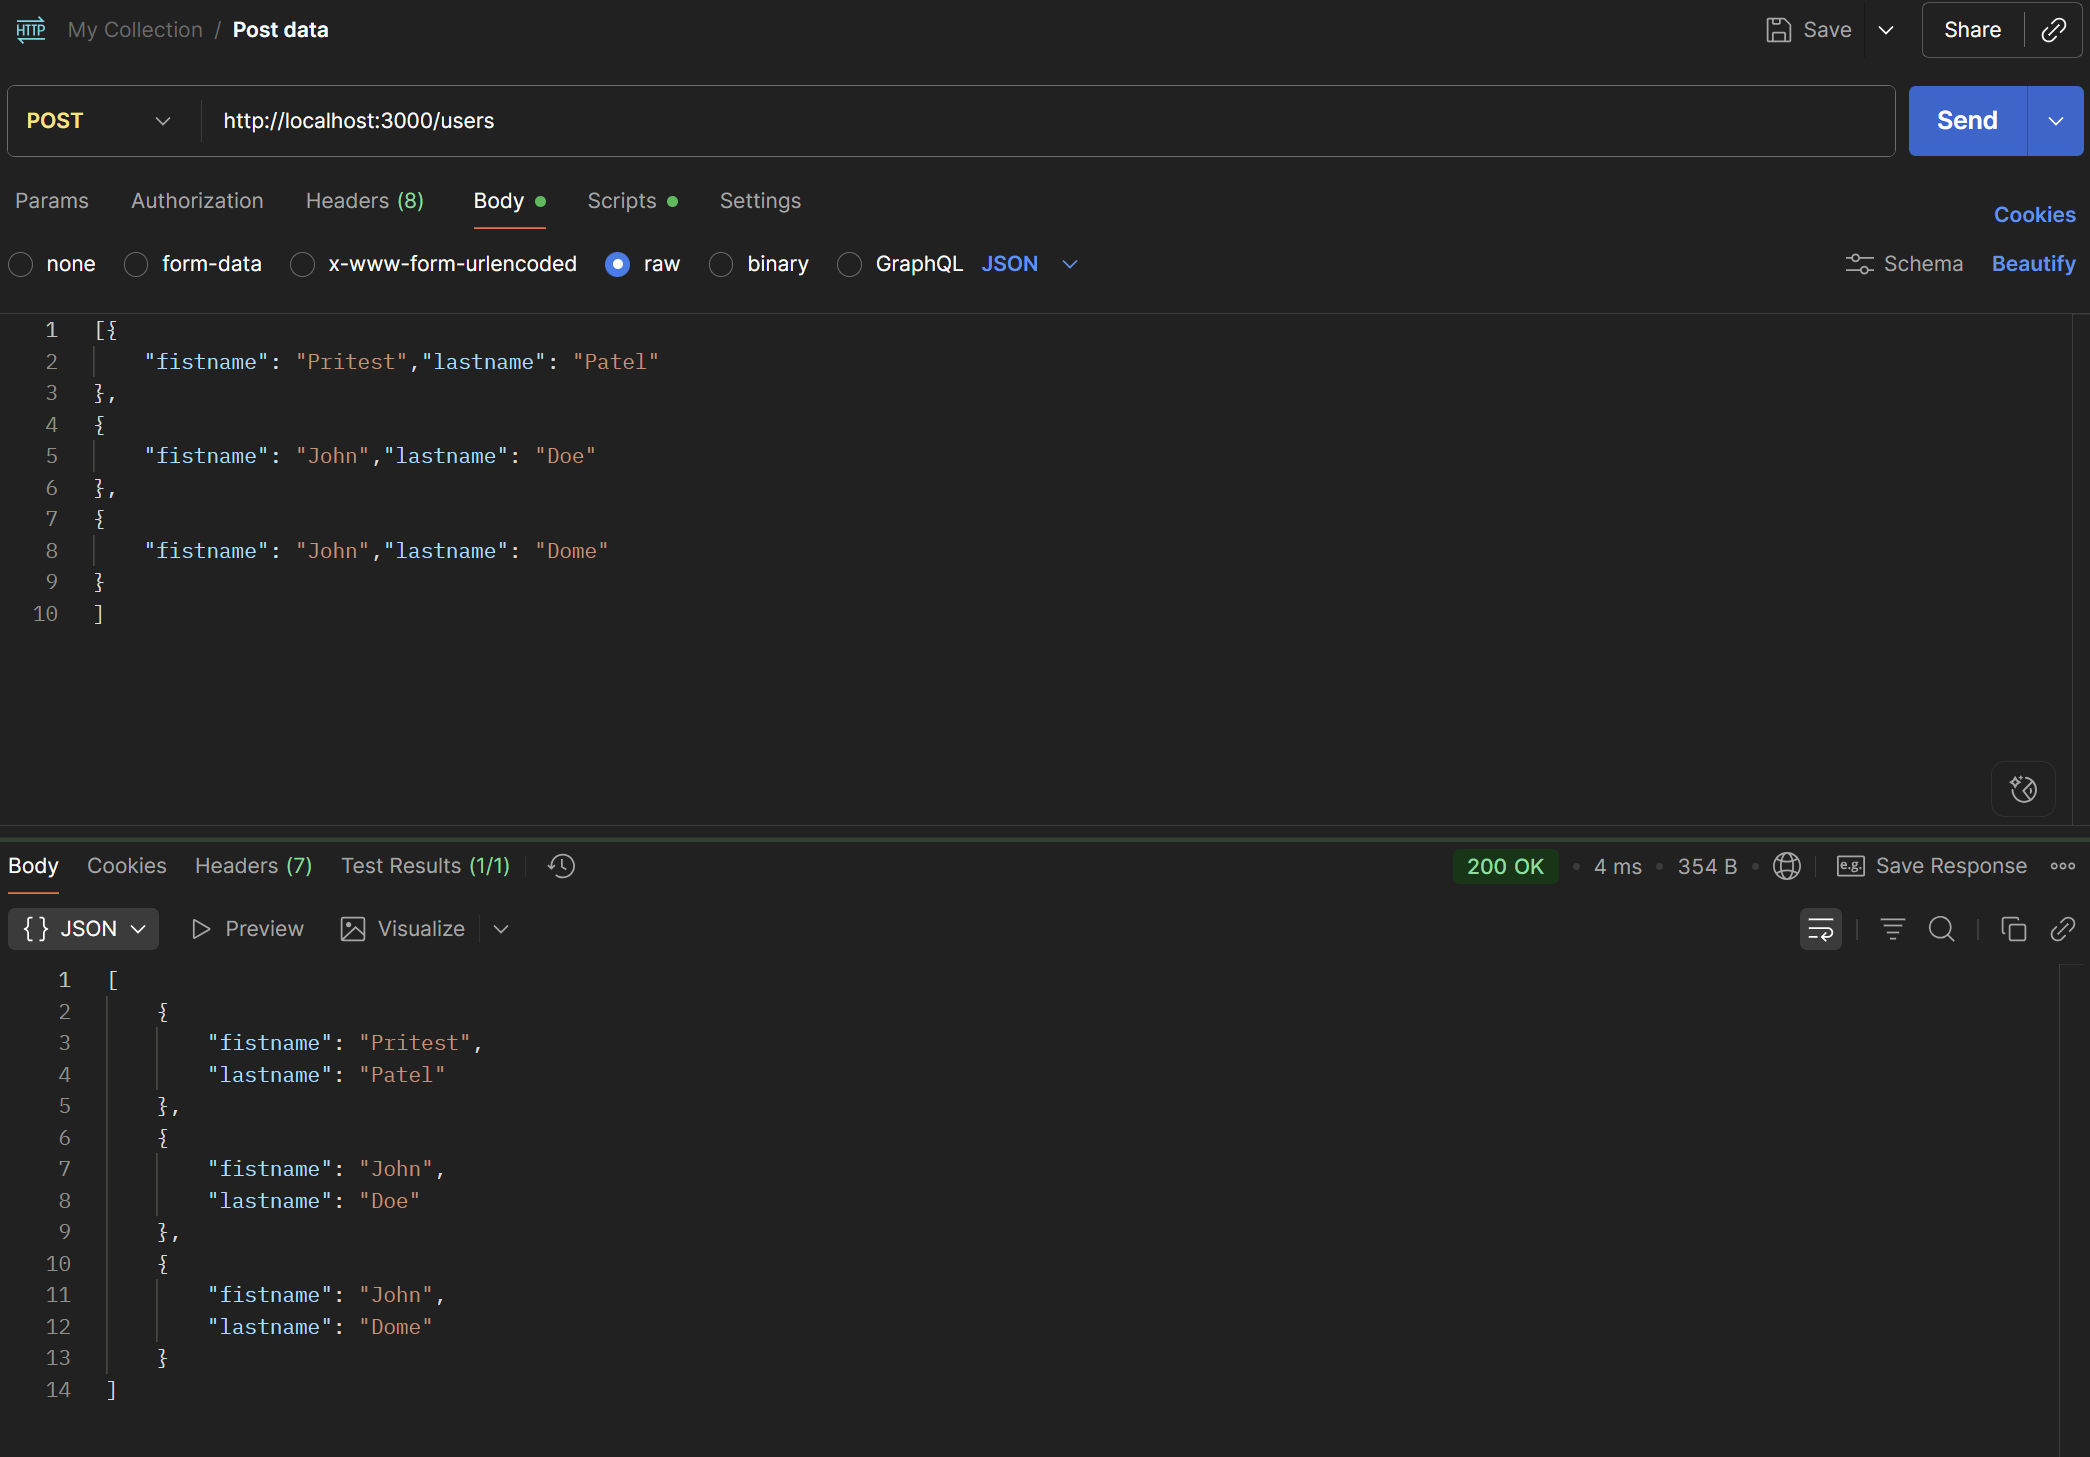 HTTP My Collection / Post data Save Share
POST http://localhost:3000/users Send
Params Authorization Headers (8) Body Scripts Settings Cookies
none form-data x-www-form-urlencoded raw binary GraphQL JSON Schema Beautify
1 [{
2 "fistname": "Pritest","lastname": "Patel"
3 },
4 {
5 "fistname": "John","lastname": "Doe"
6 },
7 {
8 "fistname": "John","lastname": "Dome"
9 }
10 ]
Body Cookies Headers (7) Test Results (1/1) 200 OK • 4 ms • 354 B e.g. Save Response
{} JSON Preview Visualize
1 [
2 {
3 "fistname": "Pritest",
4 "lastname": "Patel"
5 },
6 {
7 "fistname": "John",
8 "lastname": "Doe"
9 },
10 {
11 "fistname": "John",
12 "lastname": "Dome"
13 }
14 ]